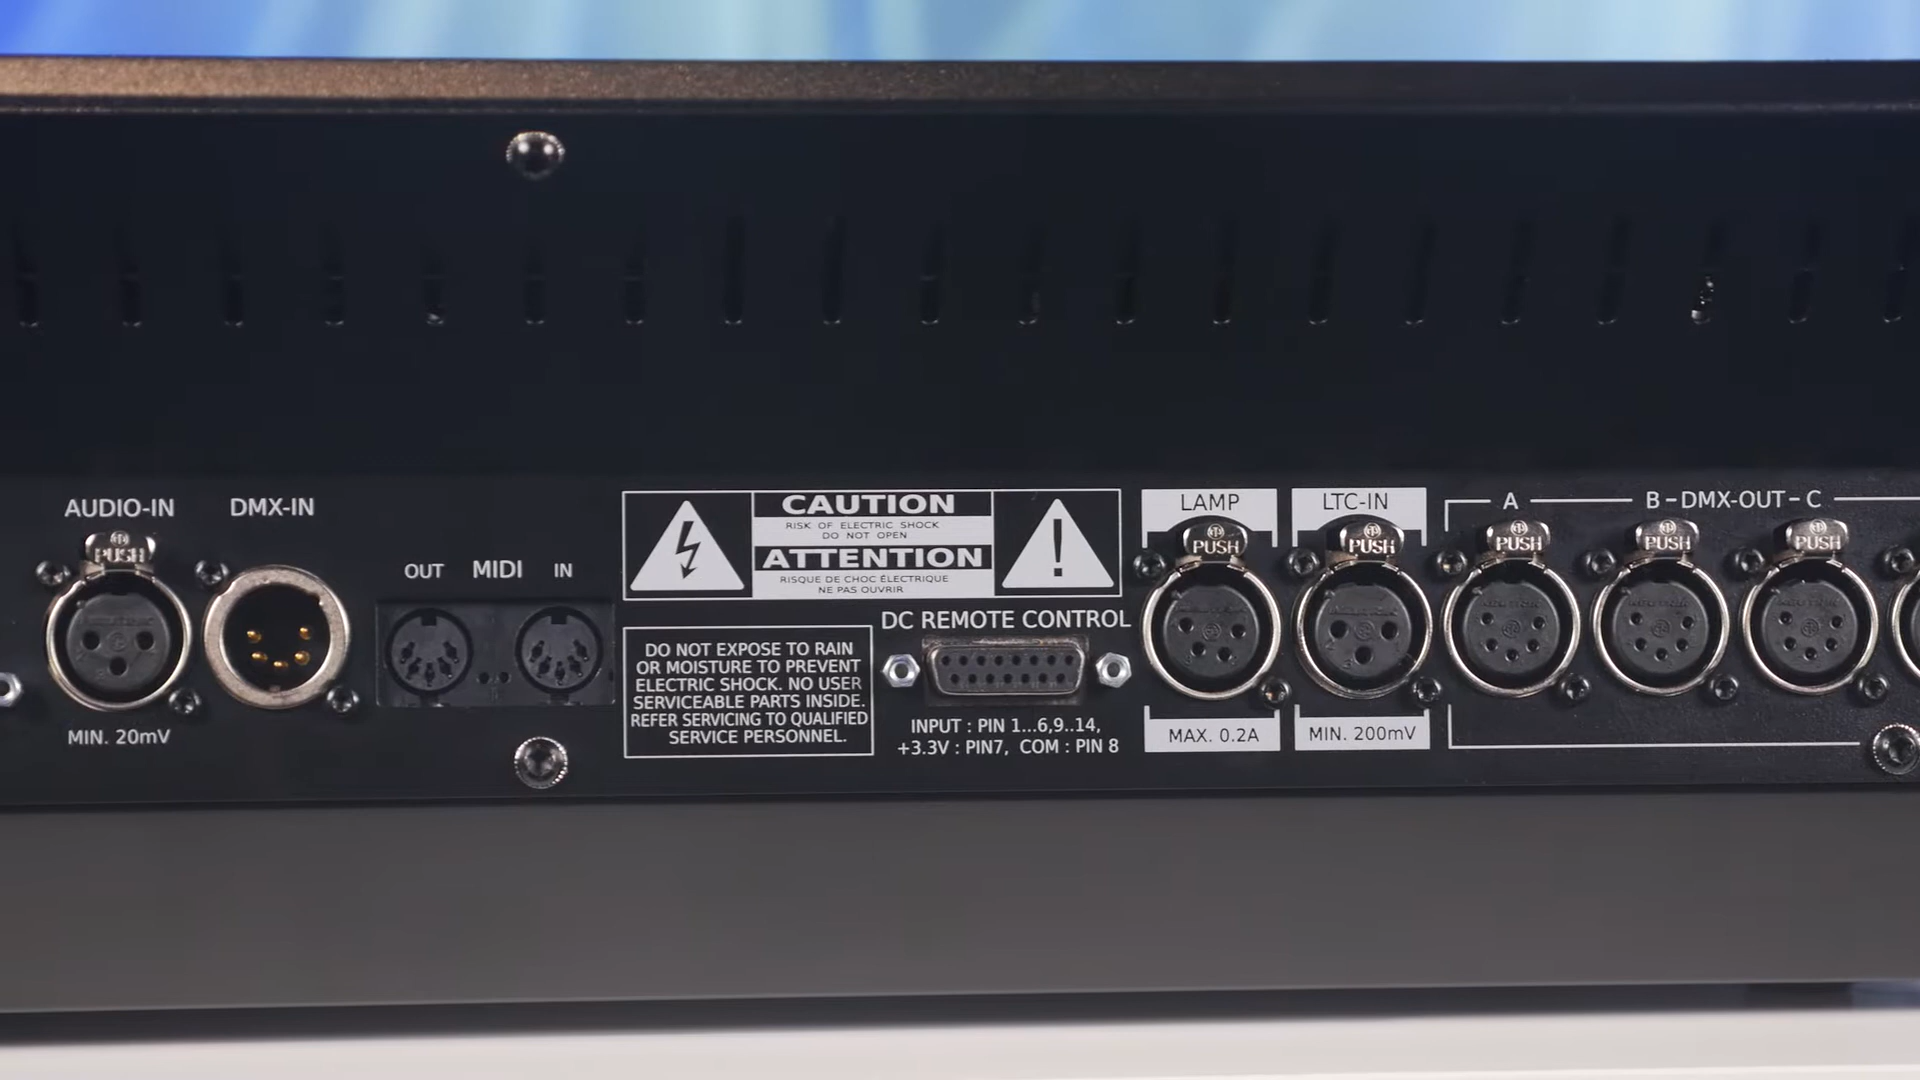 AUDIO-IN
PUSH
MIN. 20mV
DMX-IN
OUT MIDI IN
CAUTION
RISK OF ELECTRIC SHOCK
DO NOT OPEN
ATTENTION
RISQUE DE CHOC ÉLECTRIQUE
NE PAS OUVRIR
DO NOT EXPOSE TO RAIN
OR MOISTURE TO PREVENT
ELECTRIC SHOCK. NO USER
SERVICEABLE PARTS INSIDE.
REFER SERVICING TO QUALIFIED
SERVICE PERSONNEL.
DC REMOTE CONTROL
INPUT : PIN 1...6,9..14,
+3.3V : PIN7, COM : PIN 8
LAMP
PUSH
MAX. 0.2A
LTC-IN
PUSH
MIN. 200mV
A B-DMX-OUT-C
PUSH
PUSH
PUSH